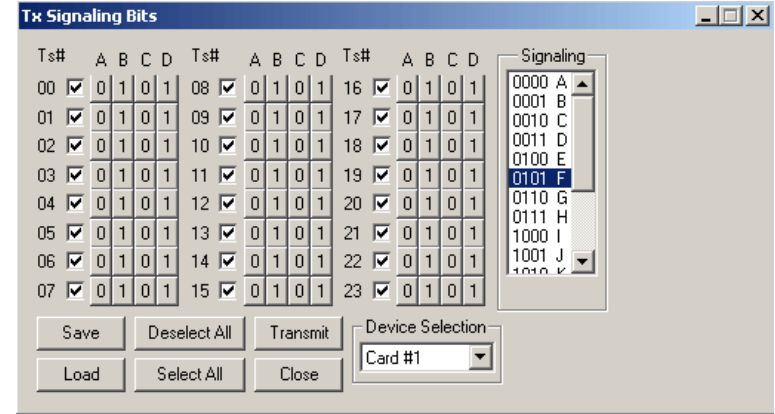 Tx Signaling Bits
Ts# A B C D Ts# A B C D Ts# A B C D Signaling
00 0 1 0 1 08 0 1 0 1 16 0 1 0 1
01 0 1 0 1 09 0 1 0 1 17 0 1 0 1
02 0 1 0 1 10 0 1 0 1 18 0 1 0 1
03 0 1 0 1 11 0 1 0 1 19 0 1 0 1
04 0 1 0 1 12 0 1 0 1 20 0 1 0 1
05 0 1 0 1 13 0 1 0 1 21 0 1 0 1
06 0 1 0 1 14 0 1 0 1 22 0 1 0 1
07 0 1 0 1 15 0 1 0 1 23 0 1 0 1
0000 A
0001 B
0010 C
0011 D
0100 E
0101 F
0110 G
0111 H
1000 I
1001 J
1010 K
Save Deselect All Transmit Device Selection
Card #1
Load Select All Close